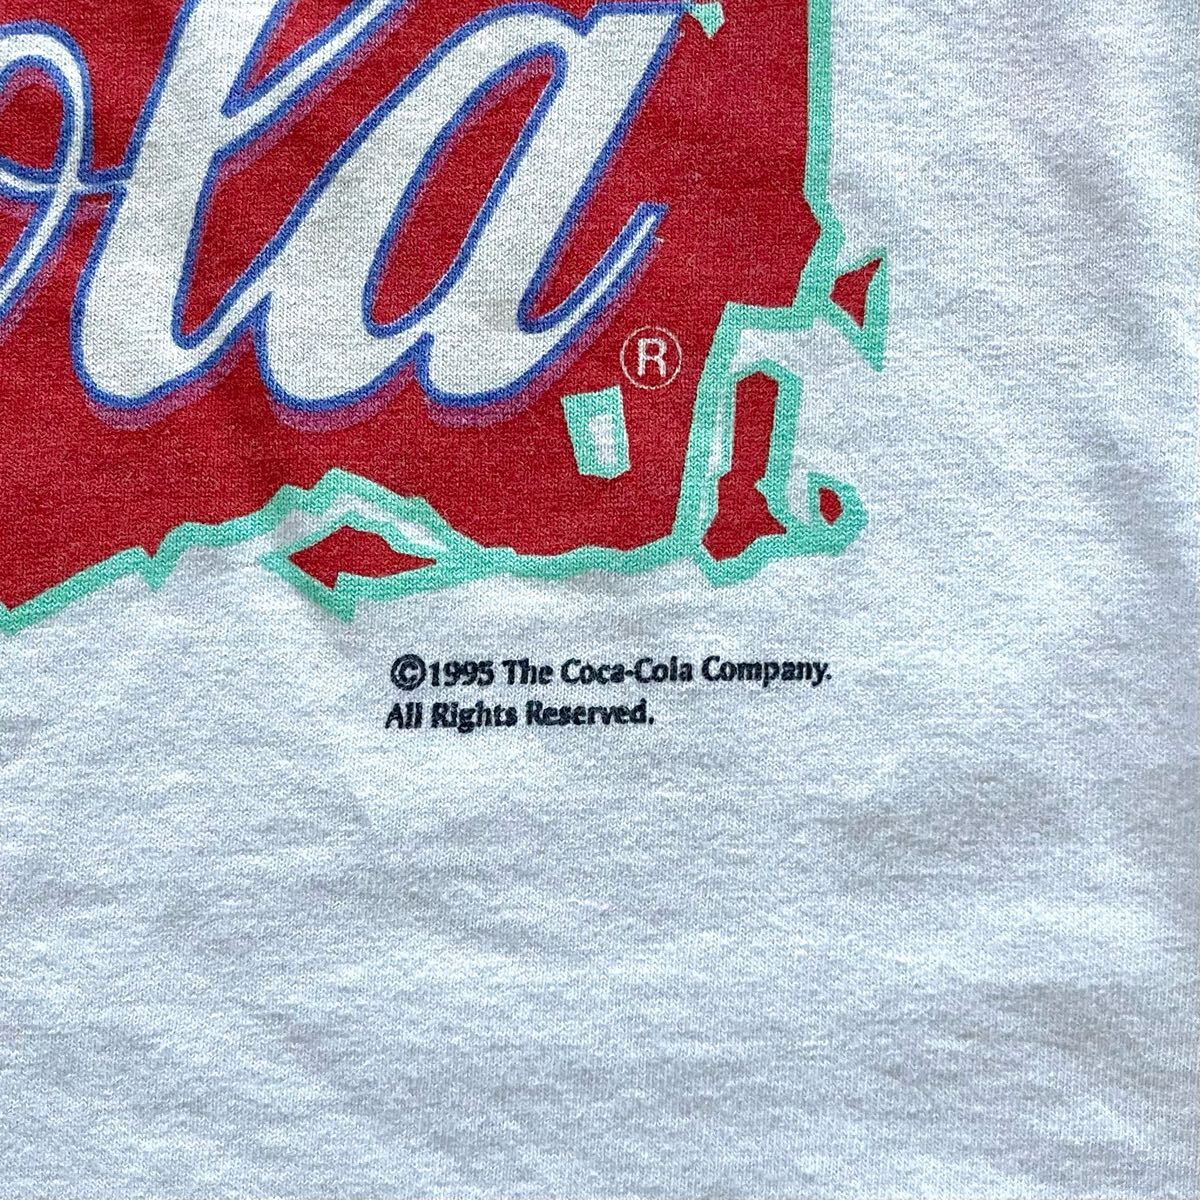 ola
®
©1995 The Coca-Cola Company.
All Rights Reserved.